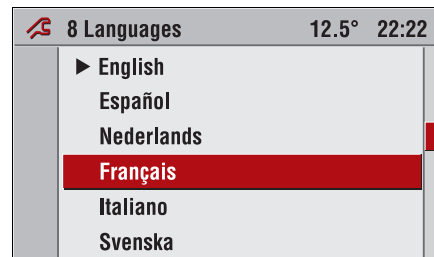 8 Languages 12.5° 22:22
English
Español
Nederlands
Français
Italiano
Svenska